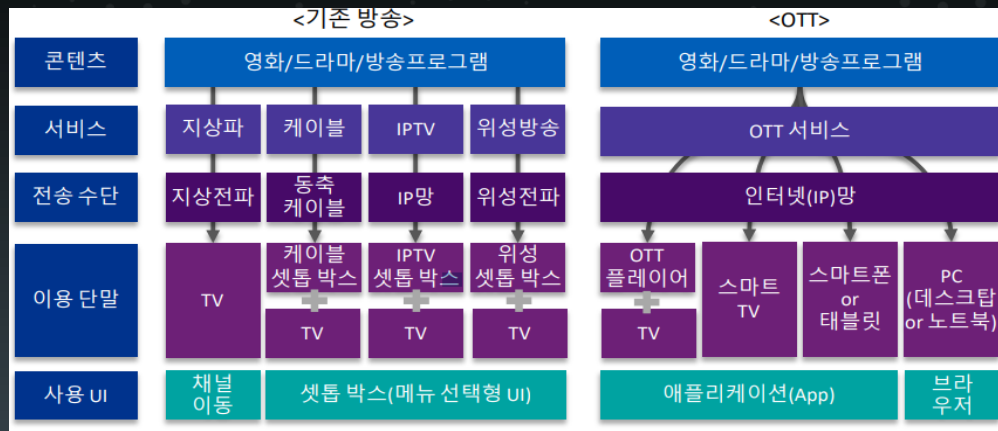 <기존 방송>
<OTT>
콘텐츠
영화/드라마/방송프로그램
영화/드라마/방송프로그램
서비스
지상파
케이블
IPTV
위성방송
OTT 서비스
전송 수단
지상전파
동축
케이블
IP망
위성전파
인터넷(IP)망
이용 단말
TV
케이블
셋톱 박스
TV
IPTV
셋톱 박스
TV
위성
셋톱 박스
TV
OTT
플레이어
TV
스마트
TV
스마트폰
or
태블릿
PC
(데스크탑
or 노트북)
사용 UI
채널
이동
셋톱 박스(메뉴 선택형 UI)
애플리케이션(App)
브라
우저